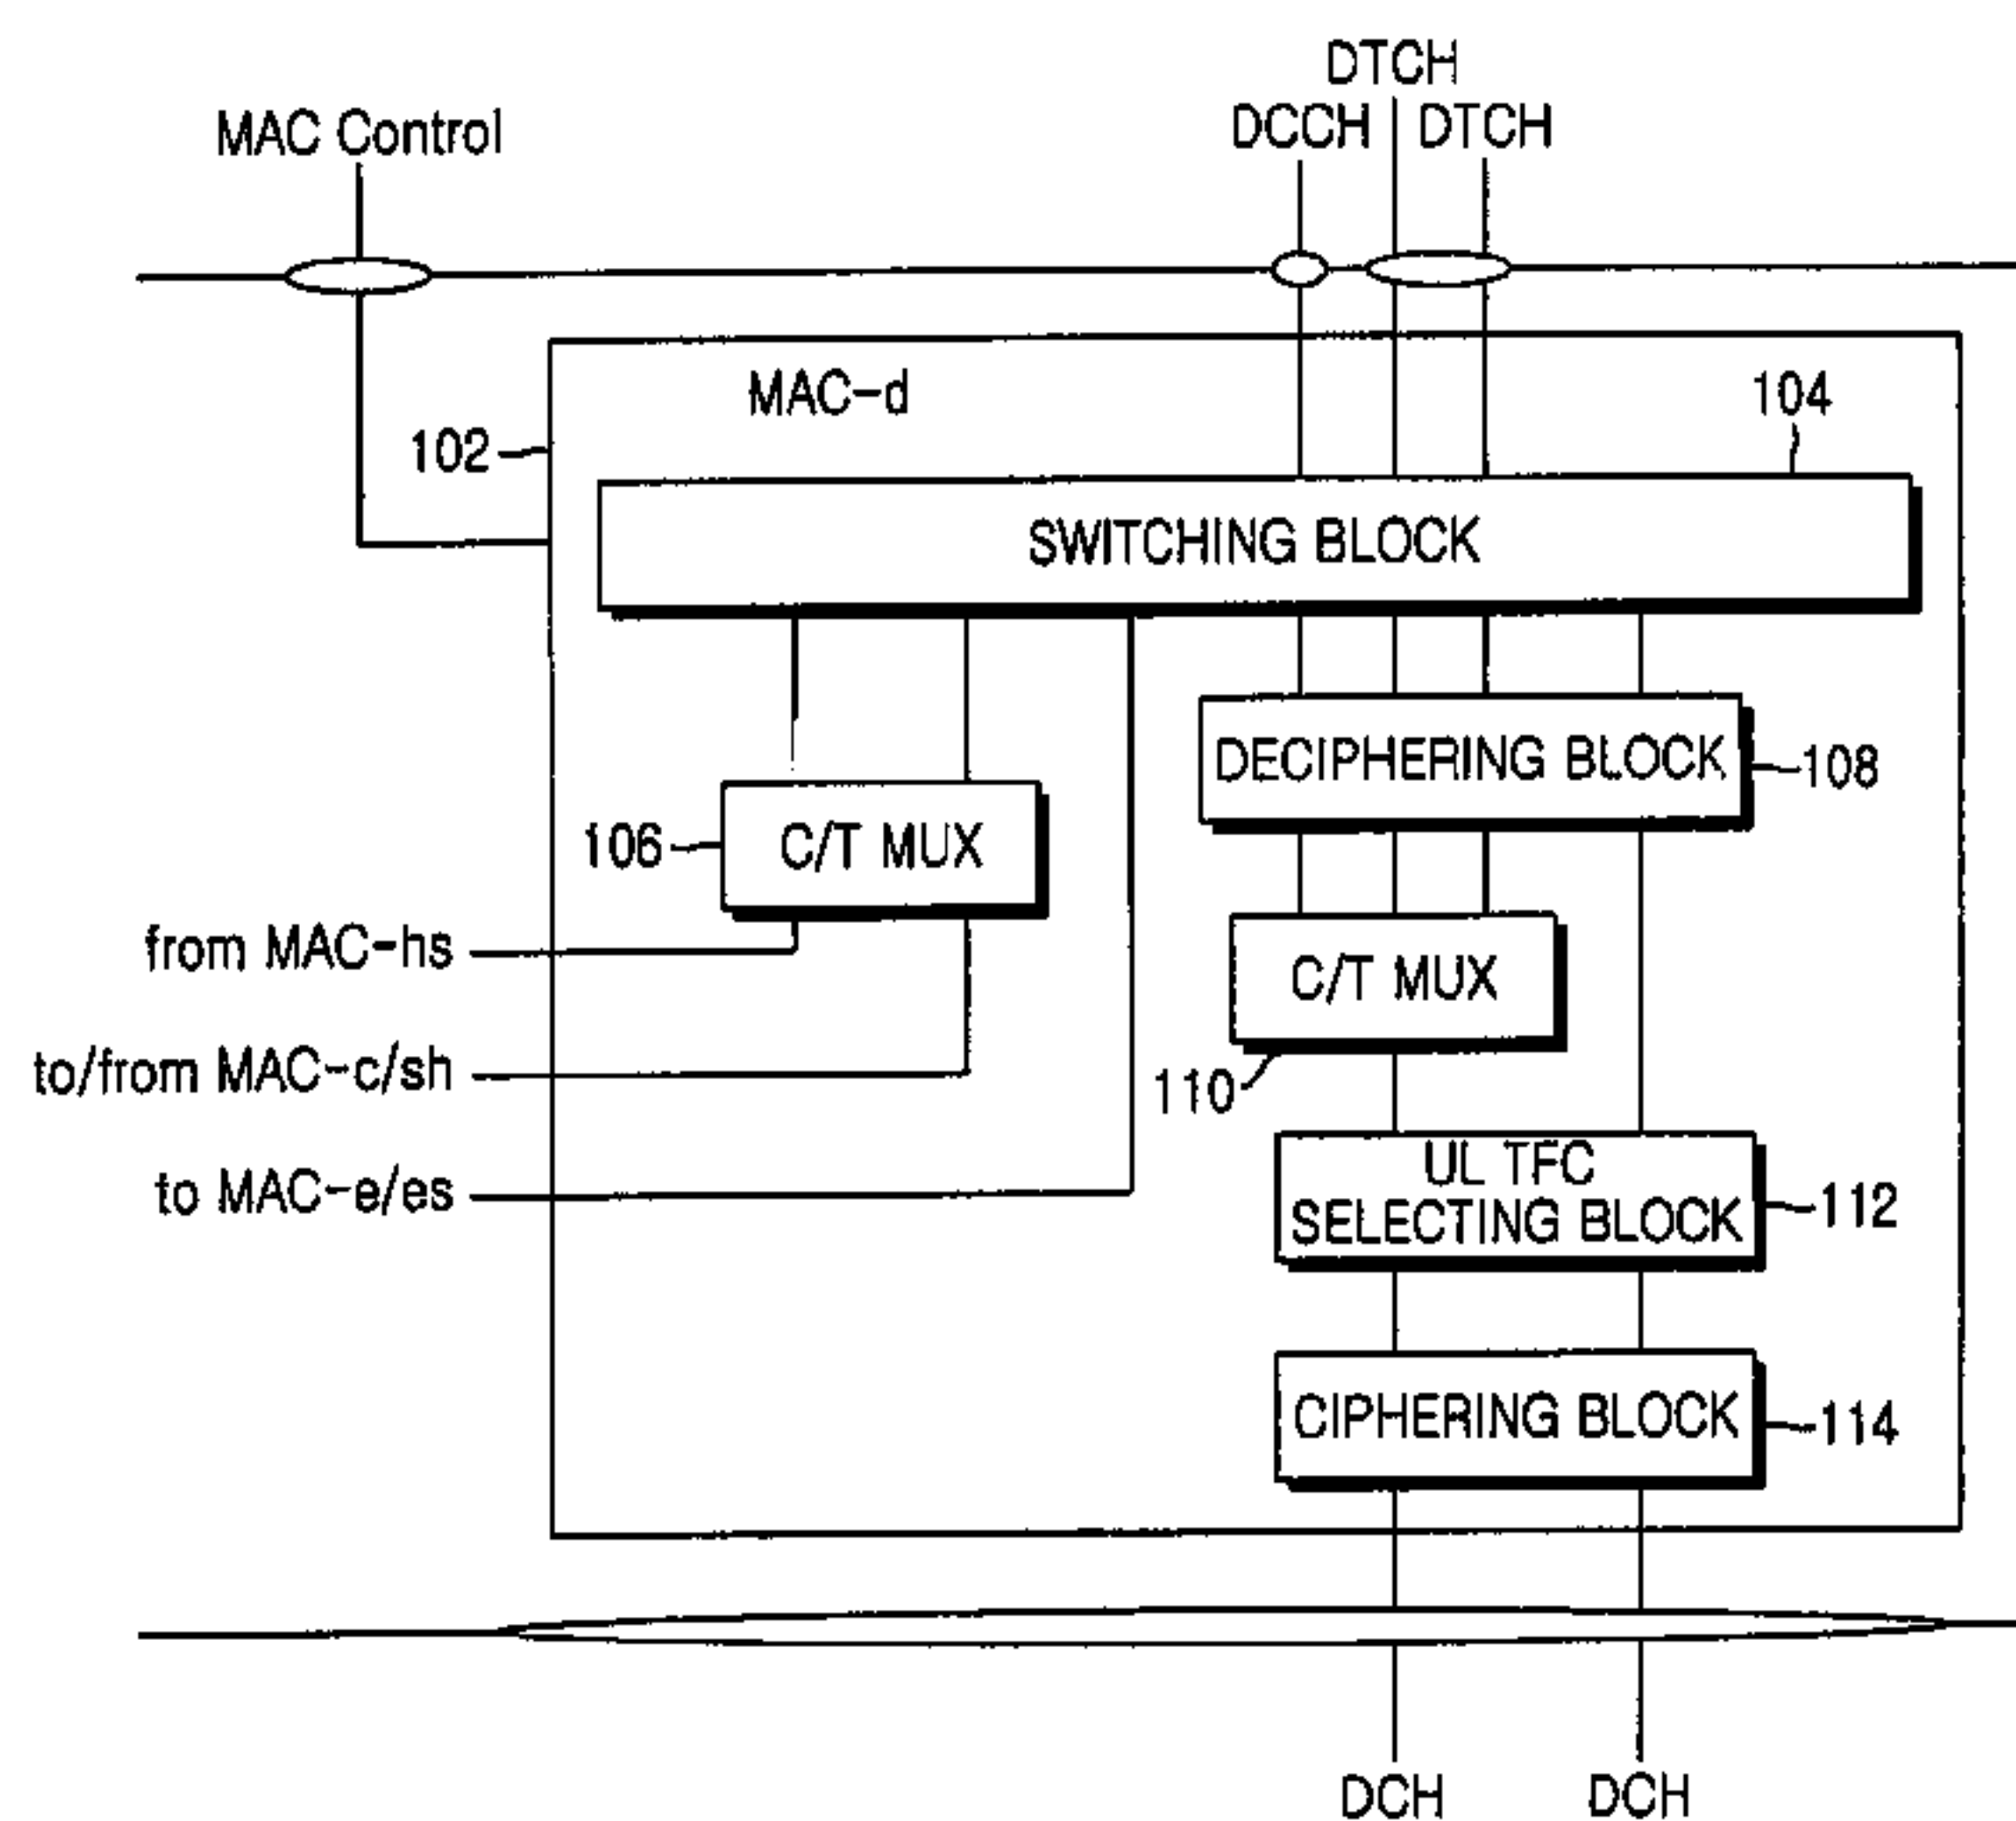 DTCH
MAC Control
DCCH
DTCH
MAC-d
104
102
SWITCHING BLOCK
DECIPHERING BLOCK
108
106
C/T MUX
from MAC-hs
C/T MUX
to/from MAC-c/sh
110
to MAC-e/es
UL TFC
SELECTING BLOCK
112
CIPHERING BLOCK
114
DCH
DCH